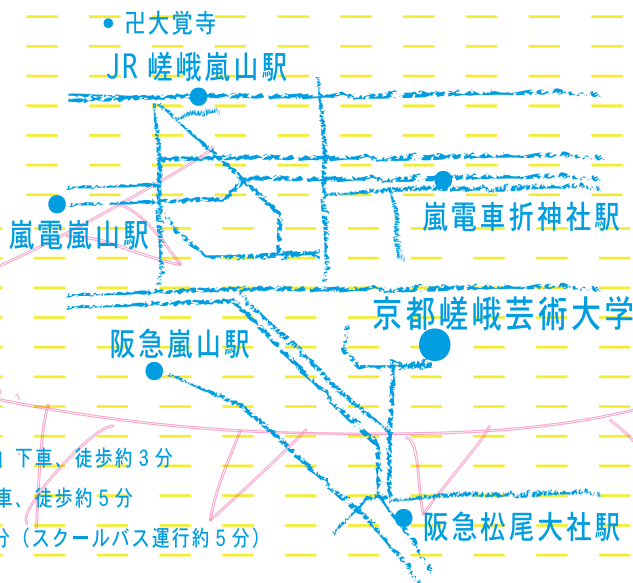 卍大覚寺
JR 嵯峨嵐山駅
嵐電車折神社駅
嵐電嵐山駅
京都嵯峨芸術大学
阪急嵐山駅
下車、徒歩約3分
車、徒歩約5分
分(スクールバス運行約5分)
阪急松尾大社駅